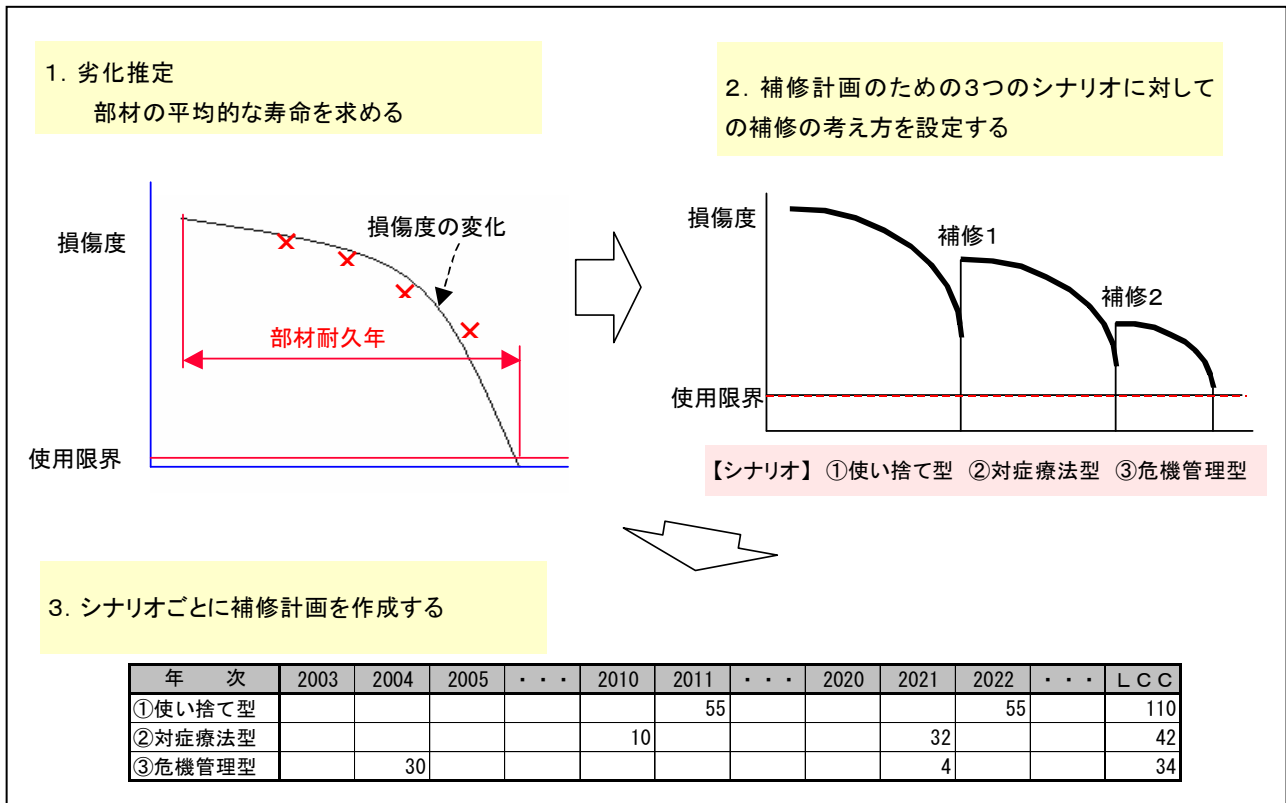 1. 劣化推定
部材の平均的な寿命を求める
損傷度
損傷度の変化
部材耐久年
使用限界
2. 補修計画のための3つのシナリオに対して
の補修の考え方を設定する
損傷度
補修1
補修2
使用限界
【シナリオ】 ①使い捨て型 ②対症療法型 ③危機管理型
3. シナリオごとに補修計画を作成する
年 次 2003 2004 2005 ・・・ 2010 2011 ・・・ 2020 2021 2022 ・・・ LCC
①使い捨て型 55 55 110
②対症療法型 10 32 42
③危機管理型 30 4 34